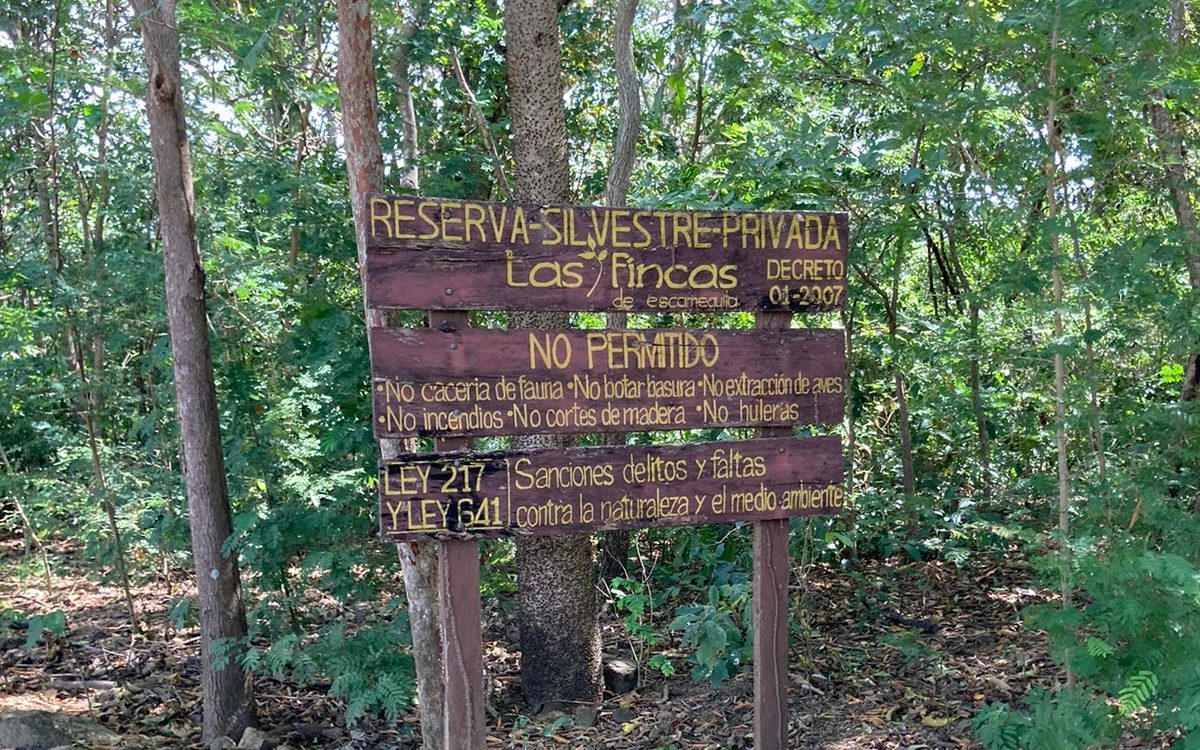 RESERVA-SILVESTRE-PRIVADA
Las Fincas
de escamequita
DECRETO
01-2007
NO PERMITIDO
•No caceria de fauna •No botar basura •No extracción de aves
•No incendios •No cortes de madera •No huleras
LEY 217
Y LEY 641
Sanciones delitos y faltas
contra la naturaleza y el medio ambiente